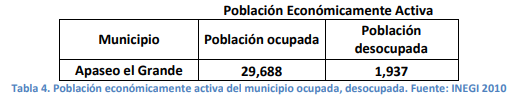 Población Económicamente Activa
Municipio Población ocupada Población desocupada
Apaseo el Grande 29,688 1,937
Tabla 4. Población económicamente activa del municipio ocupada, desocupada. Fuente: INEGI 2010